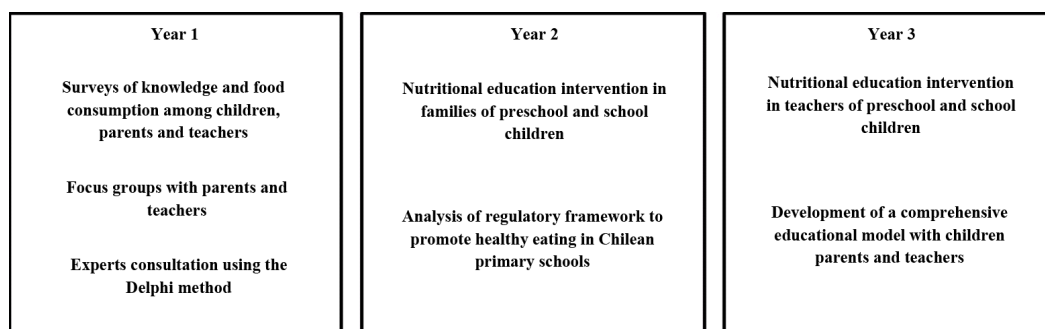 Year 1
Surveys of knowledge and food
consumption among children,
parents and teachers
Focus groups with parents and
teachers
Experts consultation using the
Delphi method
Year 2
Nutritional education intervention in
families of preschool and school
children
Analysis of regulatory framework to
promote healthy eating in Chilean
primary schools
Year 3
Nutritional education intervention
in teachers of preschool and school
children
Development of a comprehensive
educational model with children
parents and teachers